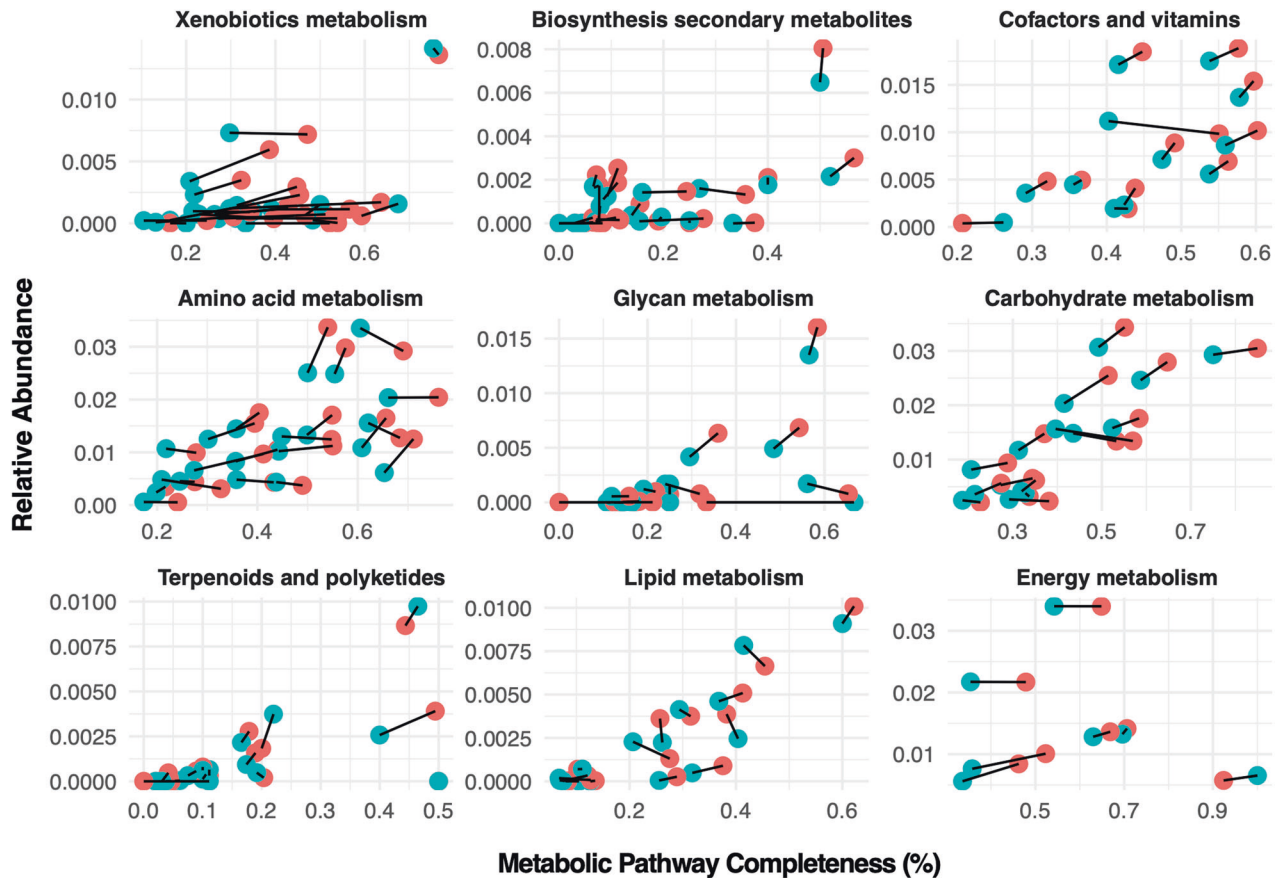 Xenobiotics metabolism
Biosynthesis secondary metabolites
Cofactors and vitamins
0.010
0.005
0.000
0.2 0.4 0.6
0.008
0.006
0.004
0.002
0.000
0.0 0.2 0.4
0.015
0.010
0.005
0.000
0.2 0.3 0.4 0.5 0.6
Relative Abundance
Amino acid metabolism
Glycan metabolism
Carbohydrate metabolism
0.03
0.02
0.01
0.00
0.2 0.4 0.6
0.015
0.010
0.005
0.000
0.0 0.2 0.4 0.6
0.03
0.02
0.01
0.3 0.5 0.7
Terpenoids and polyketides
Lipid metabolism
Energy metabolism
0.0100
0.0075
0.0050
0.0025
0.0000
0.0 0.1 0.2 0.3 0.4 0.5
0.0100
0.0075
0.0050
0.0025
0.0000
0.2 0.4 0.6
0.03
0.02
0.01
0.5 0.7 0.9
Metabolic Pathway Completeness (%)